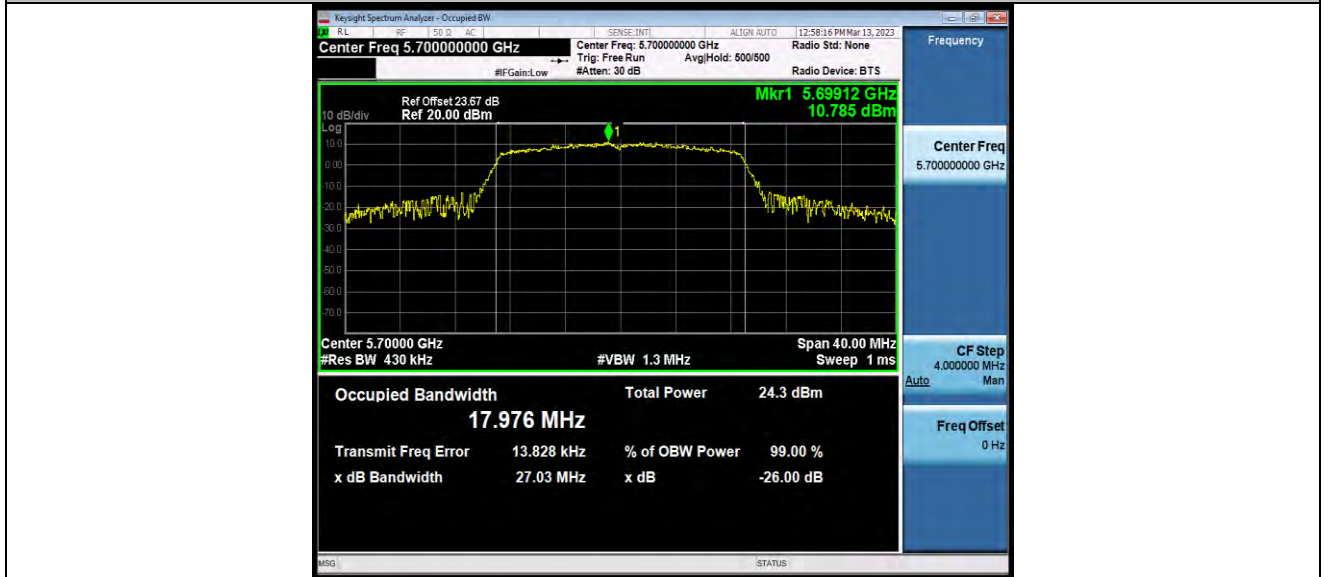 Keysight Spectrum Analyzer - Occupied BW
RL RF 50 Ω AC SENSE:INT ALIGN AUTO 12:58:16 PM Mar 13, 2023
Center Freq 5.700000000 GHz
Center Freq: 5.700000000 GHz
Radio Std: None
Trig: Free Run Avg|Hold: 500/500
#IFGain:Low
#Atten: 30 dB
Radio Device: BTS
Mkr1 5.69912 GHz
10.785 dBm
Ref Offset 23.67 dB
10 dB/div Ref 20.00 dBm
Log
10.0
0.00
-10.0
-20.0
-30.0
-40.0
-50.0
-60.0
-70.0
1
Center 5.70000 GHz Span 40.00 MHz
#Res BW 430 kHz #VBW 1.3 MHz Sweep 1 ms
Occupied Bandwidth Total Power 24.3 dBm
17.976 MHz
Transmit Freq Error 13.828 kHz % of OBW Power 99.00 %
x dB Bandwidth 27.03 MHz x dB -26.00 dB
MSG STATUS
Frequency
Center Freq
5.700000000 GHz
CF Step
4.000000 MHz
Auto Man
Freq Offset
0 Hz